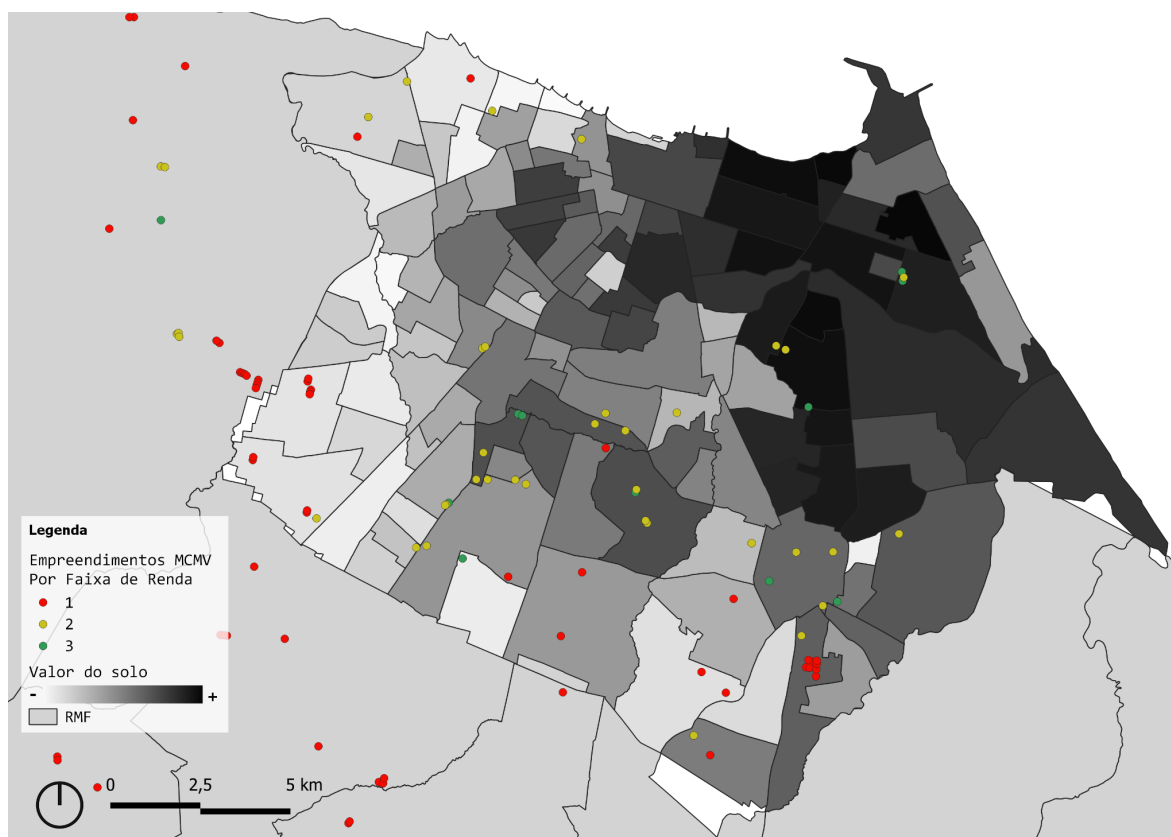 Legenda
Empreendimentos MCMV
Por Faixa de Renda
1
2
3
Valor do solo
- +
RMF
0 2,5 5 km